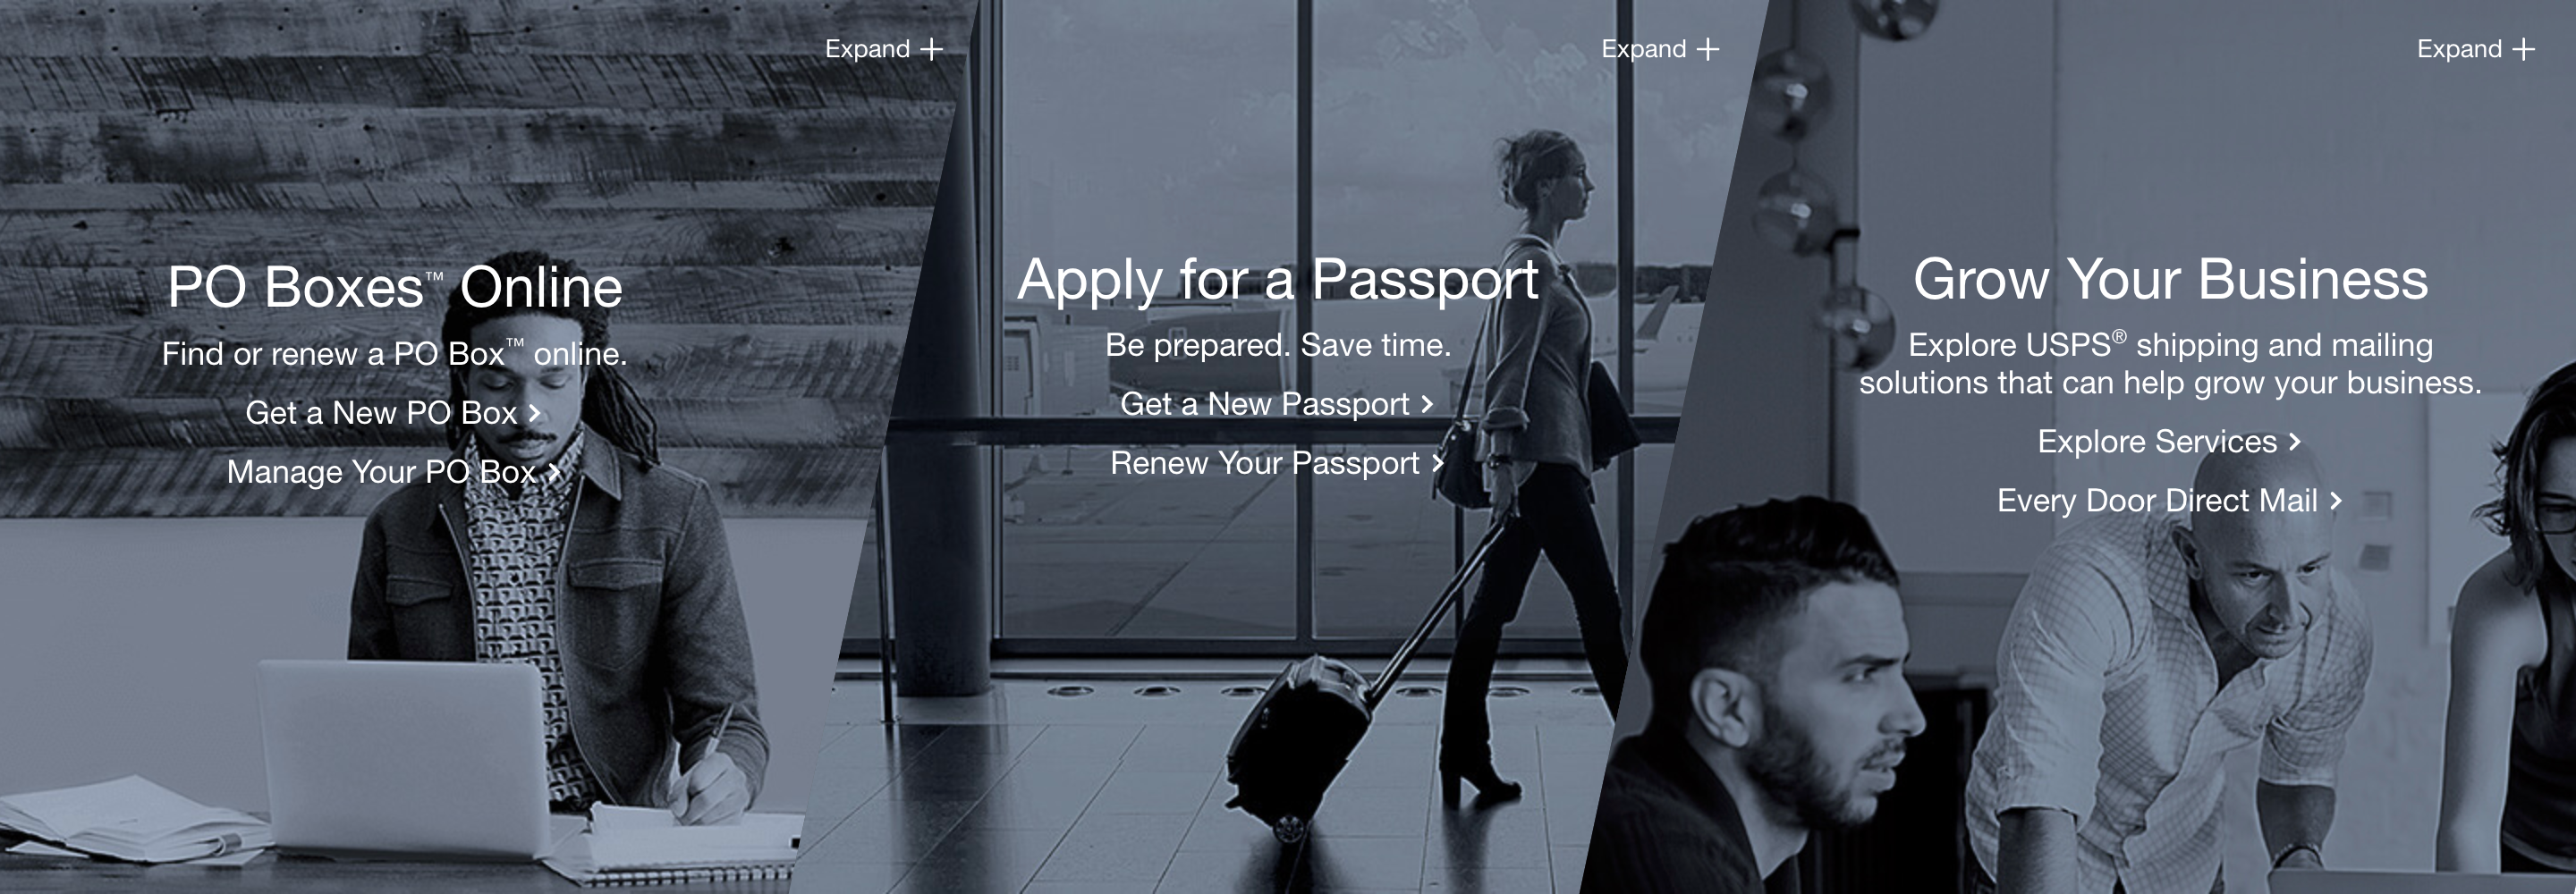 Expand +
PO Boxes™ Online
Find or renew a PO Box™ online.
Get a New PO Box >
Manage Your PO Box >
Expand +
Apply for a Passport
Be prepared. Save time.
Get a New Passport >
Renew Your Passport >
Expand +
Grow Your Business
Explore USPS® shipping and mailing
solutions that can help grow your business.
Explore Services >
Every Door Direct Mail >